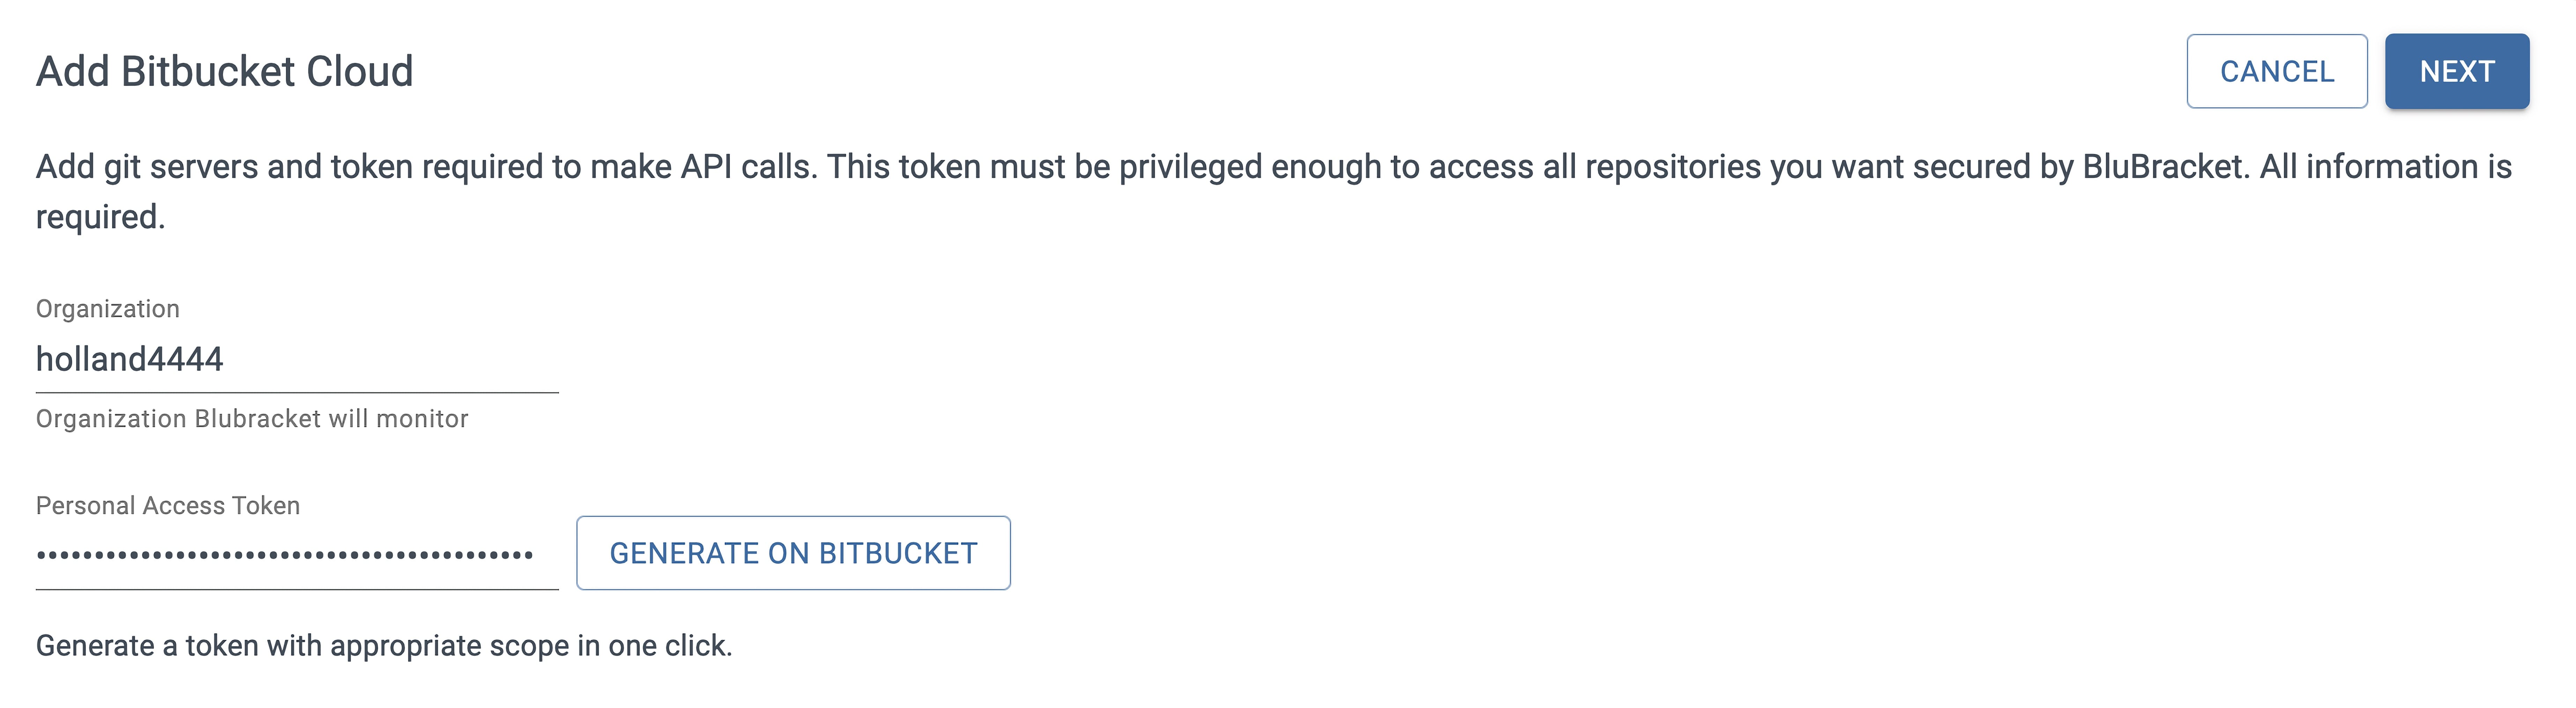 Add Bitbucket Cloud
CANCEL
NEXT
Add git servers and token required to make API calls. This token must be privileged enough to access all repositories you want secured by BluBracket. All information is
required.
Organization
holland4444
Organization Blubracket will monitor
Personal Access Token
•••••••••••••••••••••••••••••••••••••••••••
GENERATE ON BITBUCKET
Generate a token with appropriate scope in one click.